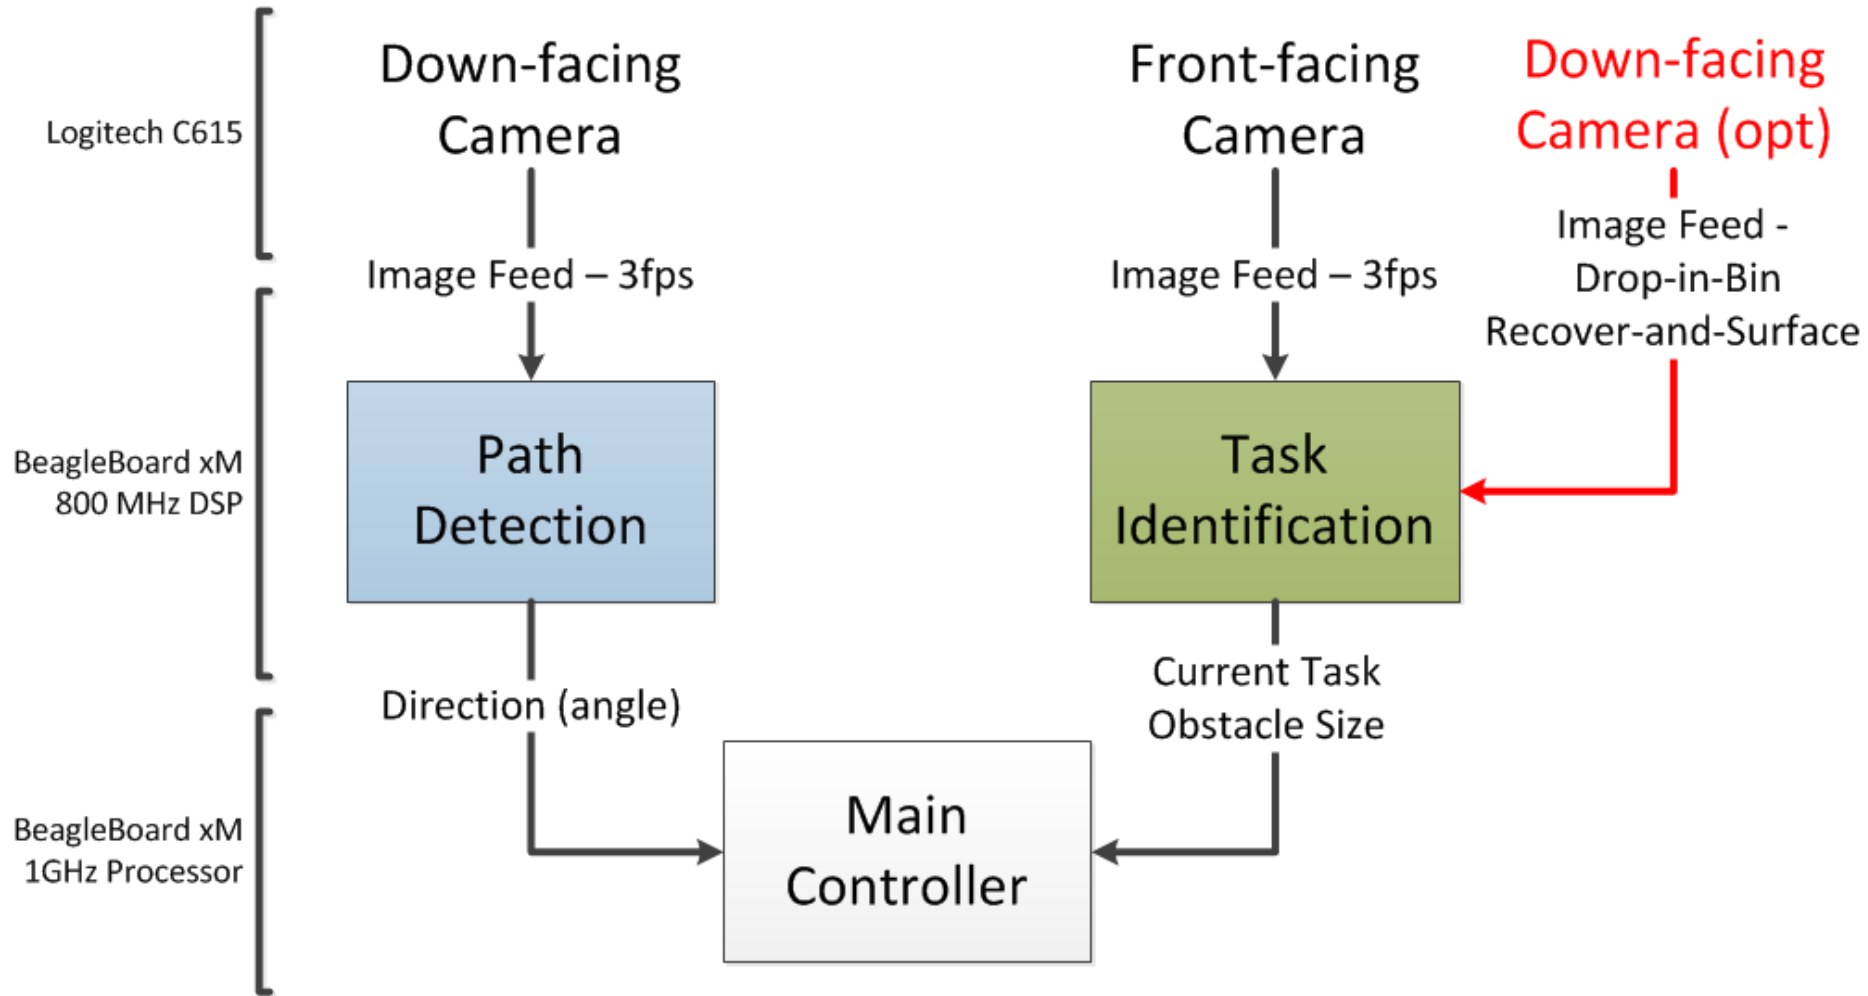 Logitech C615
Down-facing
Camera
Front-facing
Camera
Down-facing
Camera (opt)
Image Feed – 3fps
Image Feed – 3fps
Image Feed -
Drop-in-Bin
Recover-and-Surface
BeagleBoard xM
800 MHz DSP
Path
Detection
Task
Identification
Direction (angle)
Current Task
Obstacle Size
BeagleBoard xM
1GHz Processor
Main
Controller